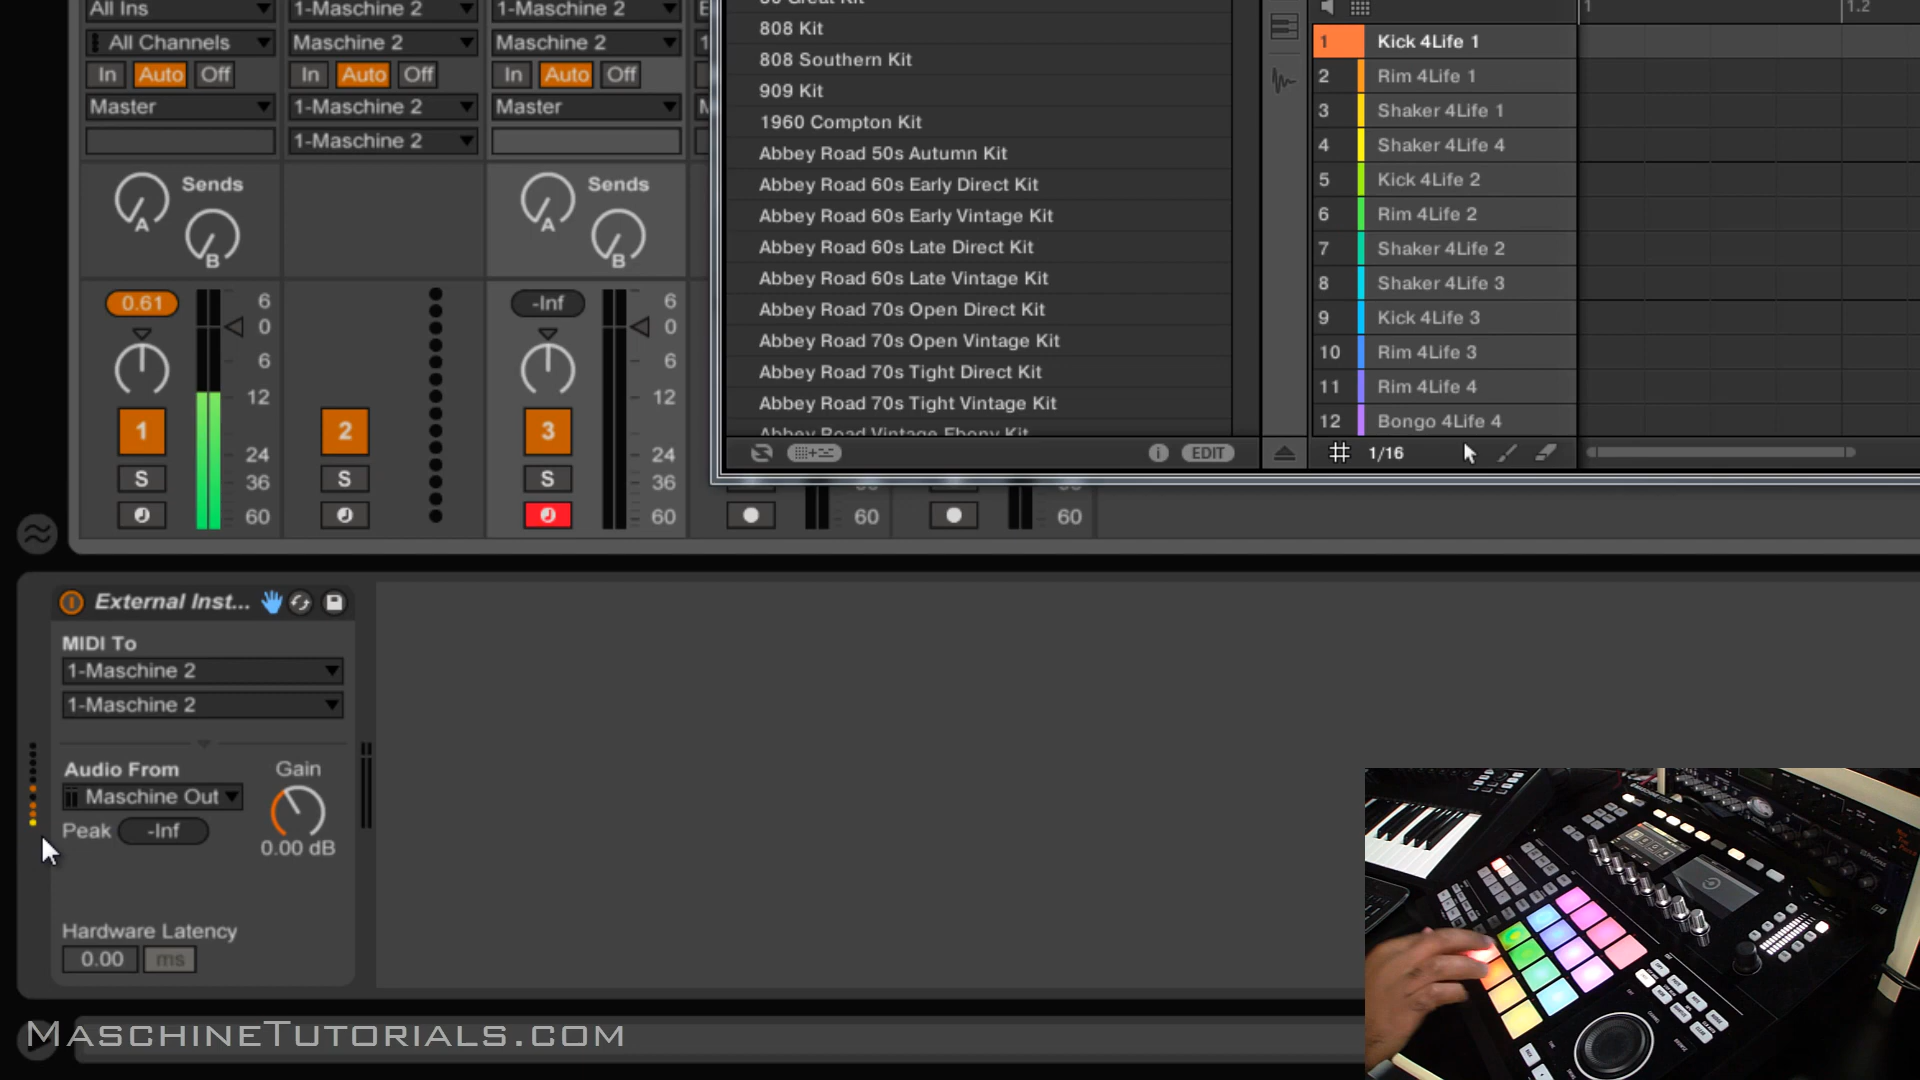 All Ins
1-Maschine 2
1-Maschine 2
All Channels
Maschine 2
Maschine 2
In Auto Off
In Auto Off
In Auto Off
Master
1-Maschine 2
Master
1-Maschine 2
Sends
A
B
Sends
A
B
0.61
6
0
6
12
24
36
60
-Inf
6
0
6
12
24
36
60
1
2
3
S
S
S
60
60
808 Kit
808 Southern Kit
909 Kit
1960 Compton Kit
Abbey Road 50s Autumn Kit
Abbey Road 60s Early Direct Kit
Abbey Road 60s Early Vintage Kit
Abbey Road 60s Late Direct Kit
Abbey Road 60s Late Vintage Kit
Abbey Road 70s Open Direct Kit
Abbey Road 70s Open Vintage Kit
Abbey Road 70s Tight Direct Kit
Abbey Road 70s Tight Vintage Kit
Abbey Road Vintage Ebony Kit
i EDIT
1 1.2
1 Kick 4Life 1
2 Rim 4Life 1
3 Shaker 4Life 1
4 Shaker 4Life 4
5 Kick 4Life 2
6 Rim 4Life 2
7 Shaker 4Life 2
8 Shaker 4Life 3
9 Kick 4Life 3
10 Rim 4Life 3
11 Rim 4Life 4
12 Bongo 4Life 4
1/16
External Inst...
MIDI To
1-Maschine 2
1-Maschine 2
Audio From
Gain
Maschine Out
Peak -Inf
0.00 dB
Hardware Latency
0.00 ms
MaschineTutorials.com